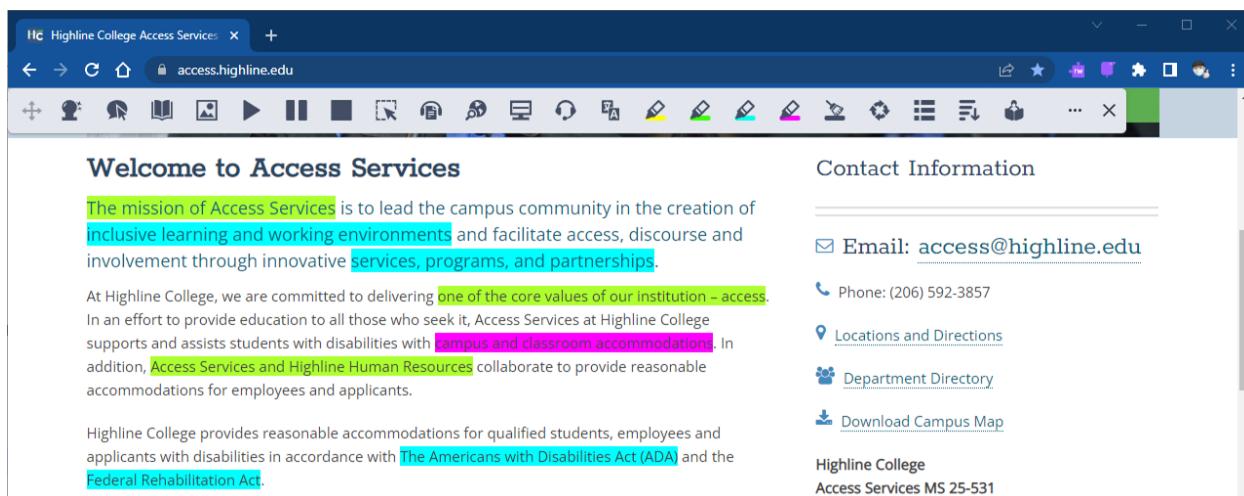 Highline College Access Services
access.highline.edu
Welcome to Access Services
The mission of Access Services is to lead the campus community in the creation of
inclusive learning and working environments and facilitate access, discourse and
involvement through innovative services, programs, and partnerships.
At Highline College, we are committed to delivering one of the core values of our institution – access.
In an effort to provide education to all those who seek it, Access Services at Highline College
supports and assists students with disabilities with campus and classroom accommodations. In
addition, Access Services and Highline Human Resources collaborate to provide reasonable
accommodations for employees and applicants.
Highline College provides reasonable accommodations for qualified students, employees and
applicants with disabilities in accordance with The Americans with Disabilities Act (ADA) and the
Federal Rehabilitation Act.
Contact Information
Email: access@highline.edu
Phone: (206) 592-3857
Locations and Directions
Department Directory
Download Campus Map
Highline College
Access Services MS 25-531